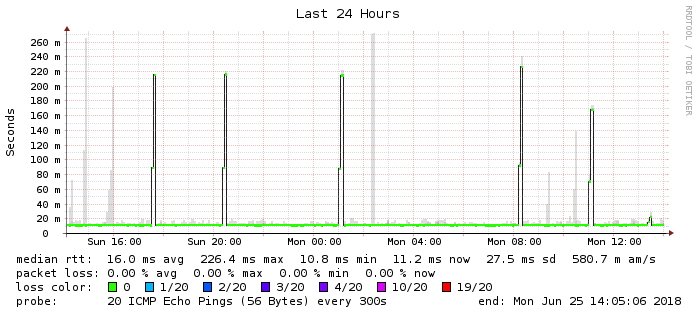 Last 24 Hours
RRDTOOL / TOBI OETIKER
Seconds
260 m
240 m
220 m
200 m
180 m
160 m
140 m
120 m
100 m
80 m
60 m
40 m
20 m
0
Sun 16:00 Sun 20:00 Mon 00:00 Mon 04:00 Mon 08:00 Mon 12:00
median rtt: 16.0 ms avg 226.4 ms max 10.8 ms min 11.2 ms now 27.5 ms sd 580.7 m am/s
packet loss: 0.00 % avg 0.00 % max 0.00 % min 0.00 % now
loss color: 0 1/20 2/20 3/20 4/20 10/20 19/20
probe: 20 ICMP Echo Pings (56 Bytes) every 300s end: Mon Jun 25 14:05:06 2018